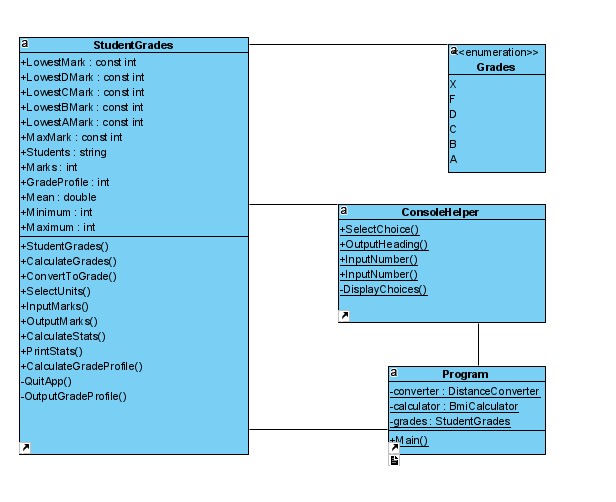 StudentGrades
+LowestMark : const int
+LowestDMark : const int
+LowestCMark : const int
+LowestBMark : const int
+LowestAMark : const int
+MaxMark : const int
+Students : string
+Marks : int
+GradeProfile : int
+Mean : double
+Minimum : int
+Maximum : int
+StudentGrades()
+CalculateGrades()
+ConvertToGrade()
+SelectUnits()
+InputMarks()
+OutputMarks()
+CalculateStats()
+PrintStats()
+CalculateGradeProfile()
-QuitApp()
-OutputGradeProfile()
<<enumeration>>
Grades
X
F
D
C
B
A
ConsoleHelper
+SelectChoice()
+OutputHeading()
+InputNumber()
+InputNumber()
-DisplayChoices()
Program
-converter : DistanceConverter
-calculator : BmiCalculator
-grades : StudentGrades
+Main()